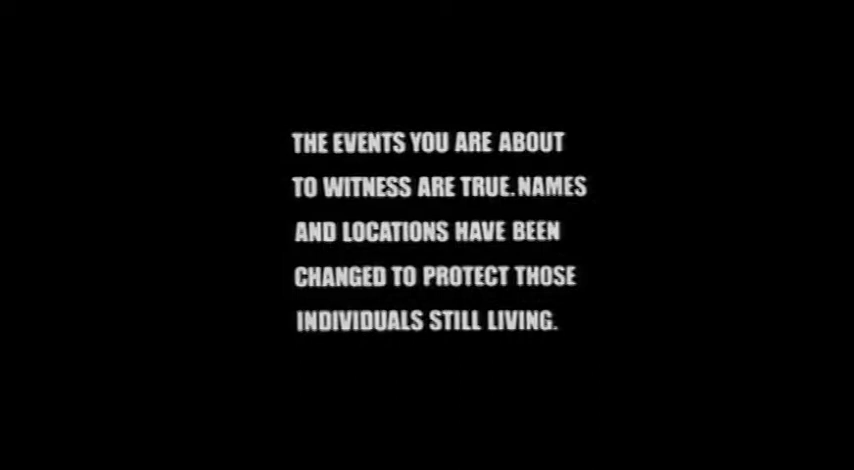 THE EVENTS YOU ARE ABOUT
TO WITNESS ARE TRUE. NAMES
AND LOCATIONS HAVE BEEN
CHANGED TO PROTECT THOSE
INDIVIDUALS STILL LIVING.